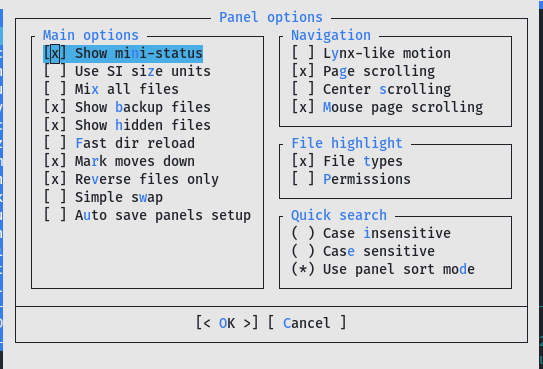 Panel options
Main options
[x] Show mini-status
[ ] Use SI size units
[ ] Mix all files
[x] Show backup files
[x] Show hidden files
[ ] Fast dir reload
[x] Mark moves down
[x] Reverse files only
[ ] Simple swap
[ ] Auto save panels setup
Navigation
[ ] Lynx-like motion
[x] Page scrolling
[ ] Center scrolling
[x] Mouse page scrolling
File highlight
[x] File types
[ ] Permissions
Quick search
( ) Case insensitive
( ) Case sensitive
(*) Use panel sort mode
[< OK >] [ Cancel ]